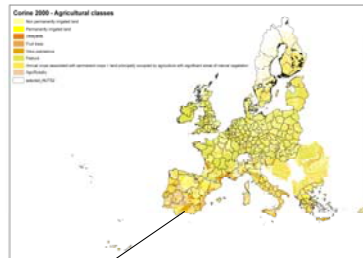 Corine 2000 - Agricultural classes
Non permanently irrigated land
Permanently irrigated land
Vineyards
Fruit trees
Olive plantations
Pasture
Annual crops associated with permanent crops / land principally occupied by agriculture with significant areas of natural vegetation
Agroforestry
selected_NUTS2